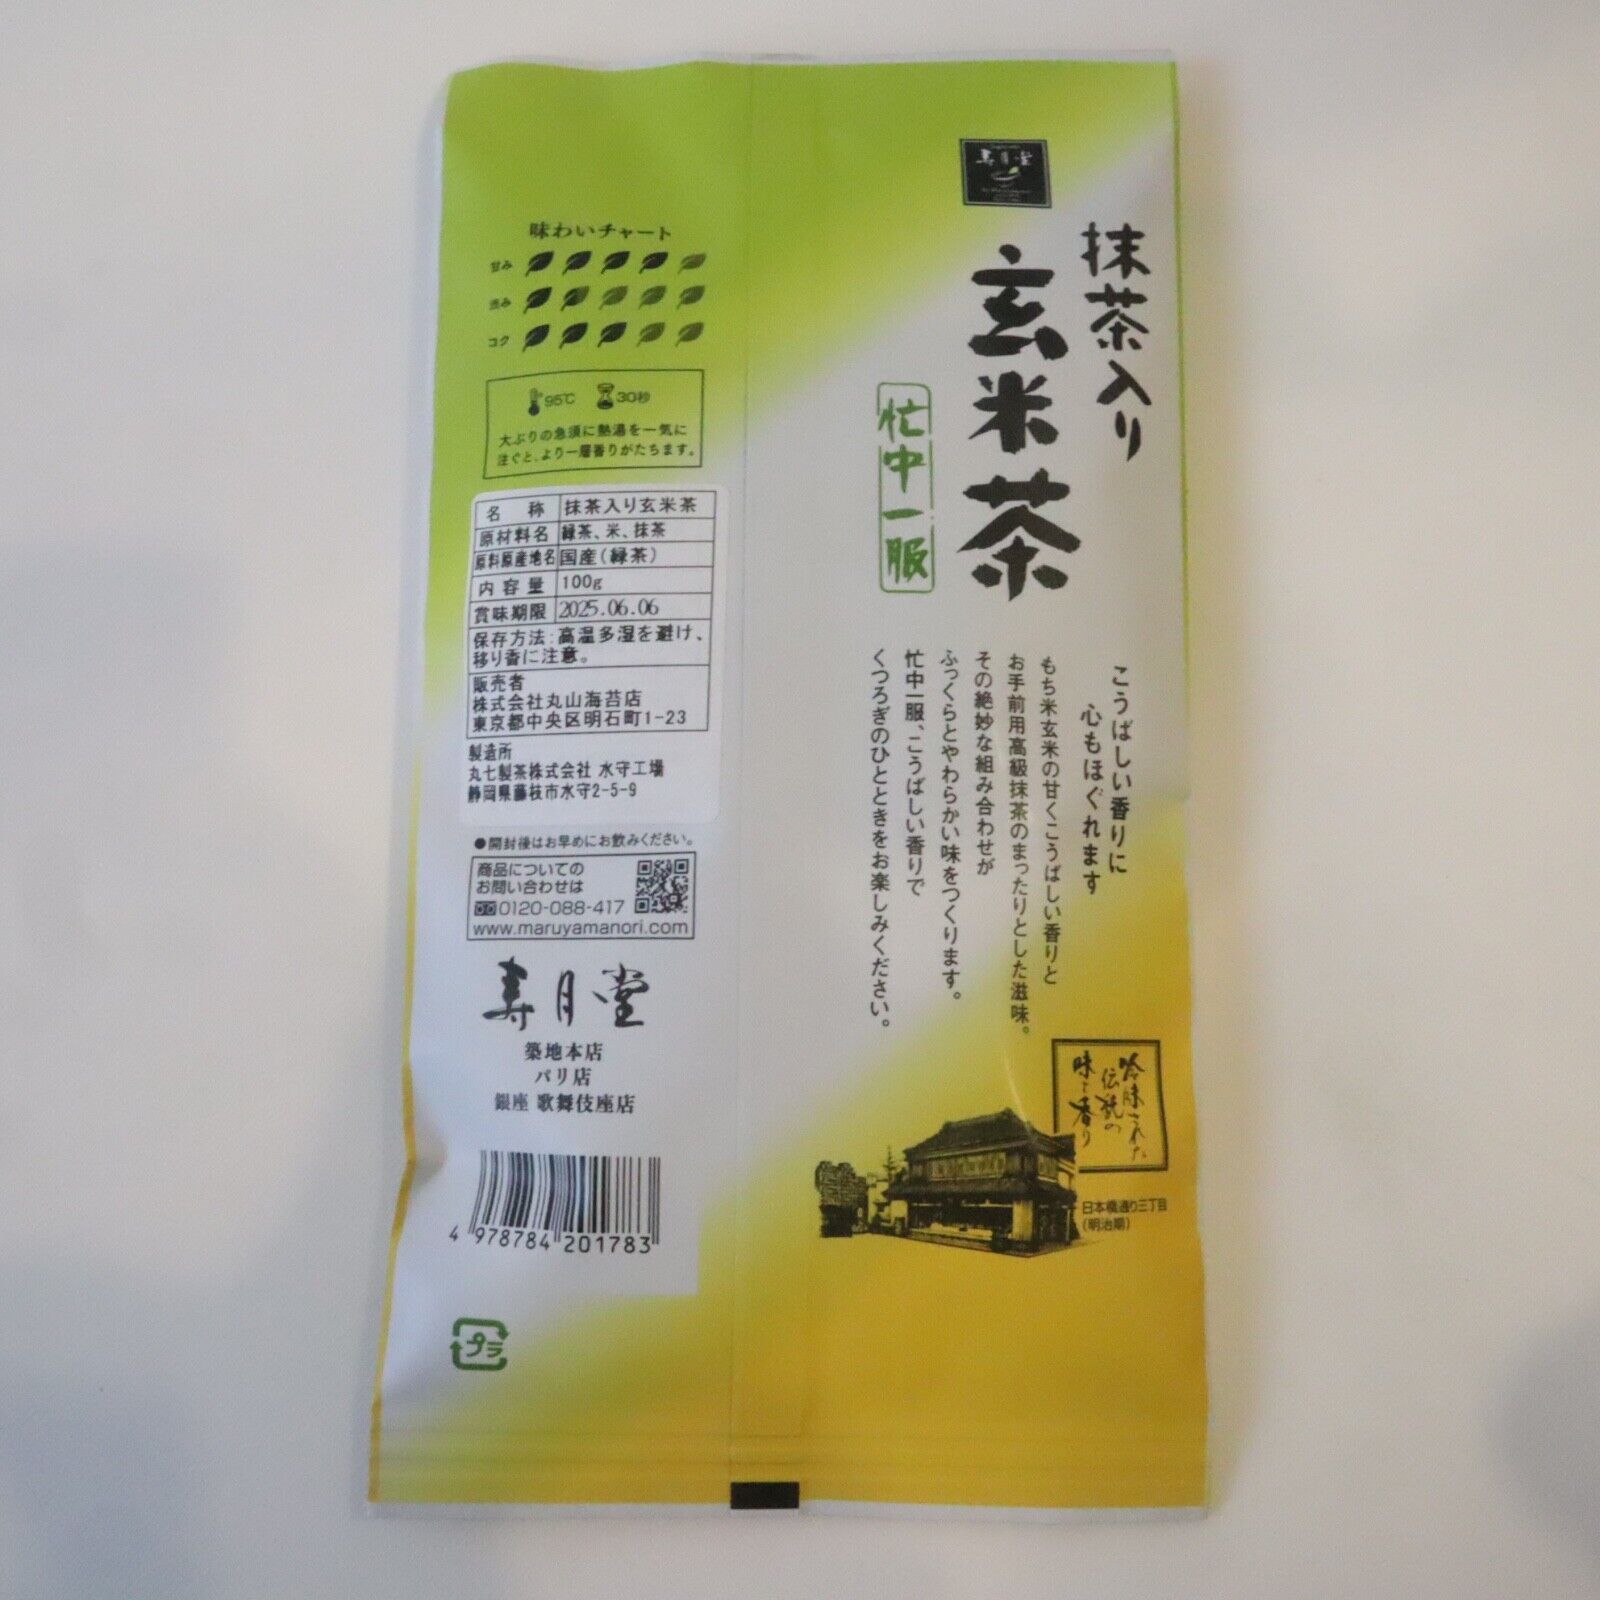 寿月堂
抹茶入り
玄米茶
忙中一服
こうばしい香りに
心もほぐれます
もち米玄米の甘くこうばしい香りと
お手前用高級抹茶のまったりとした滋味。
その絶妙な組み合わせが
ふっくらとやわらかい味をつくります。
忙中一服、こうばしい香りで
くつろぎのひとときをお楽しみください。
吟味された
伝統の
味と香り
日本橋通り三丁目
(明治期)
味わいチャート
甘み
渋み
コク
95℃ 30秒
大ぶりの急須に熱湯を一気に
注ぐと、より一層香りがたちます。
名 称 抹茶入り玄米茶
原材料名 緑茶、米、抹茶
原料原産地名 国産(緑茶)
内容量 100g
賞味期限 2025.06.06
保存方法:高温多湿を避け、
移り香に注意。
販売者
株式会社丸山海苔店
東京都中央区明石町1-23
製造所
丸七製茶株式会社 水守工場
静岡県藤枝市水守2-5-9
●開封後はお早めにお飲みください。
商品についての
お問い合わせは
0120-088-417
www.maruyamanori.com
寿月堂
築地本店
パリ店
銀座 歌舞伎座店
4 978784 201783
プラ